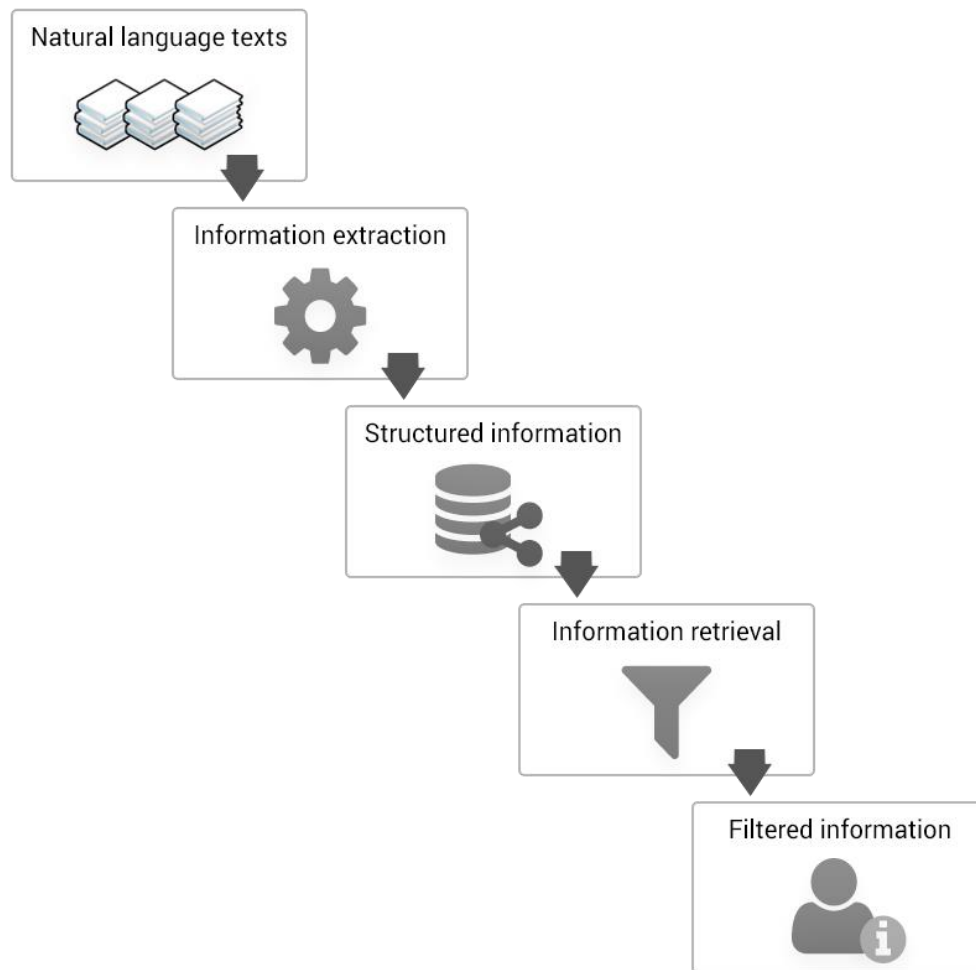 Natural language texts
Information extraction
Structured information
Information retrieval
Filtered information
i